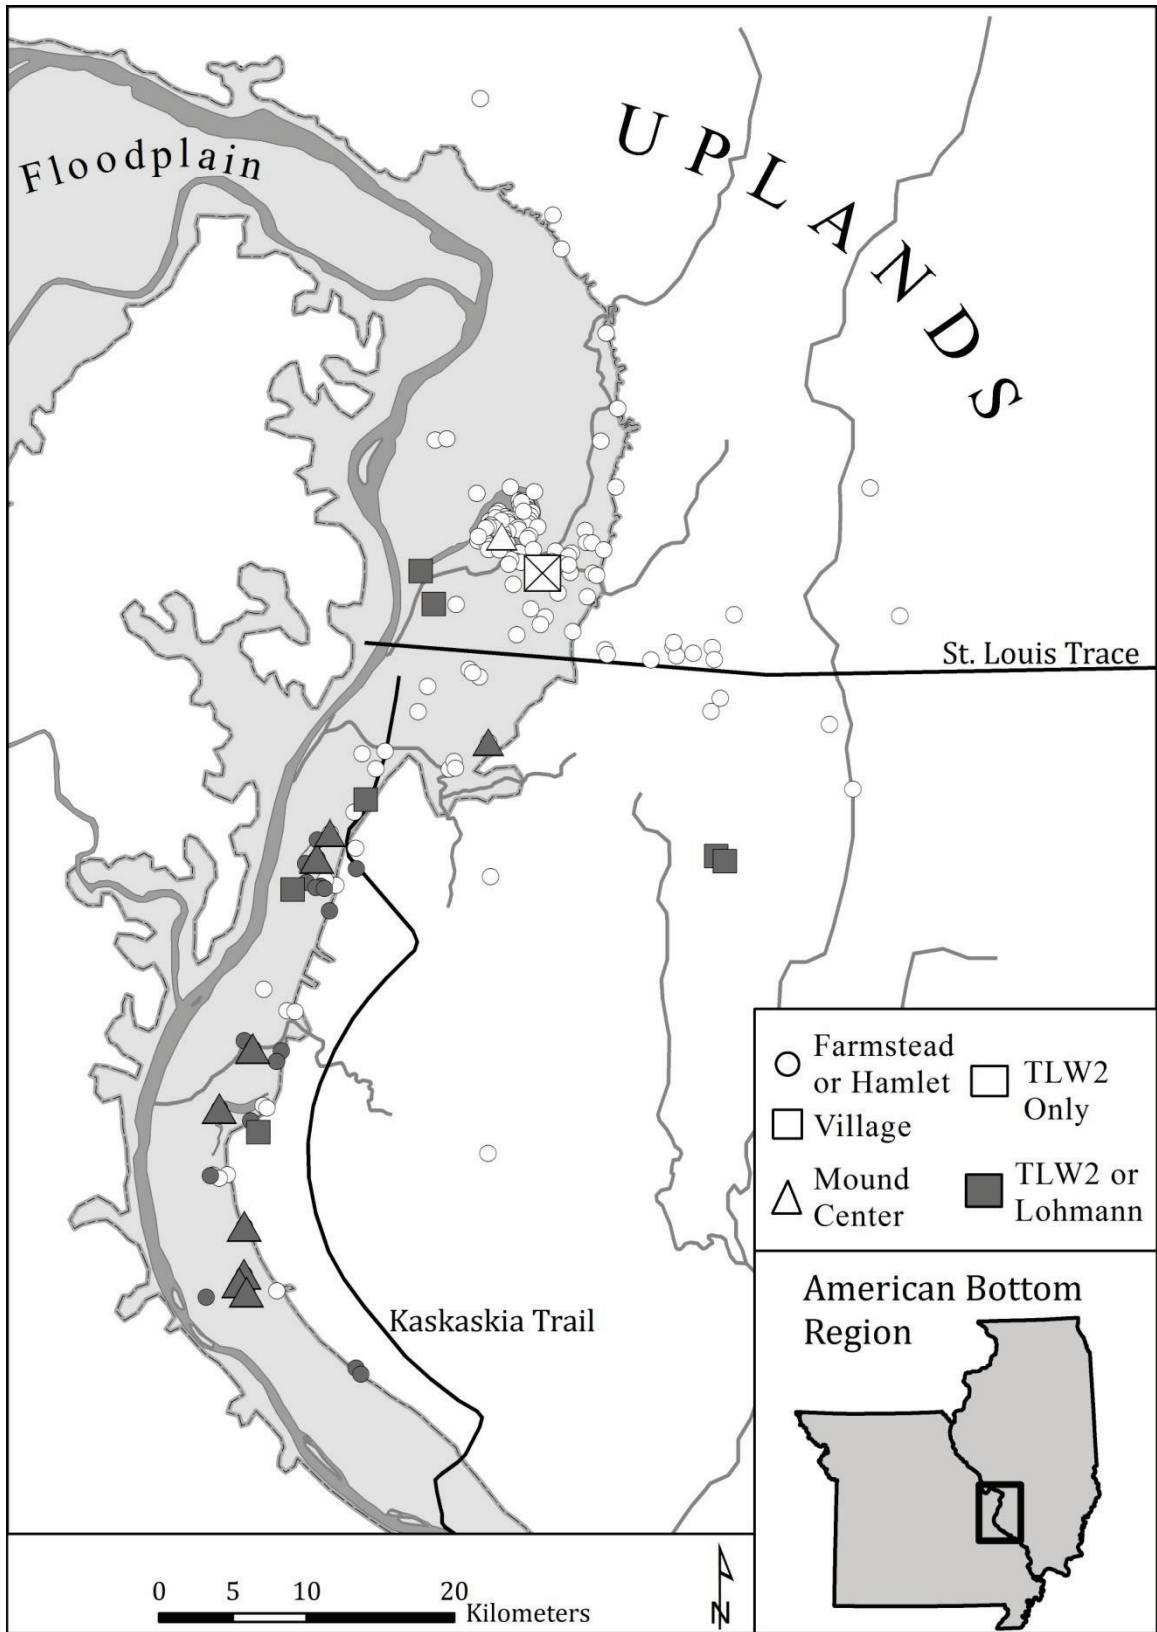 Floodplain
UPLANDS
St. Louis Trace
Kaskaskia Trail
Farmstead
or Hamlet
Village
Mound
Center
TLW2
Only
TLW2 or
Lohmann
American Bottom
Region
0 5 10 20
Kilometers
N